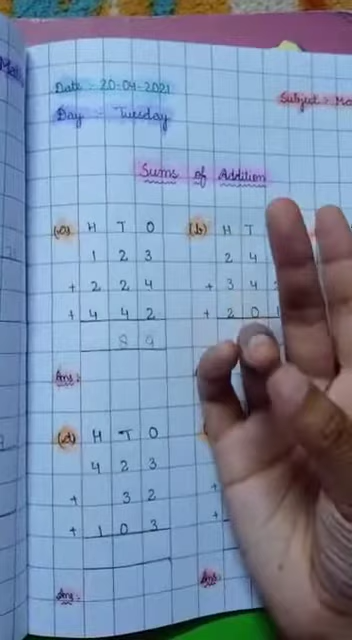 Date :- 20-04-2021
Subject :- Ma
Day :- Tuesday
Sums of Addition
(a) H T O
1 2 3
+ 2 2 4
+ 4 4 2
8 9
Ans:
(b) H T
2 4
+ 3 4
+ 2 0 1
(d) H T O
4 2 3
+ 3 2
+ 1 0 3
Ans:
Ans: